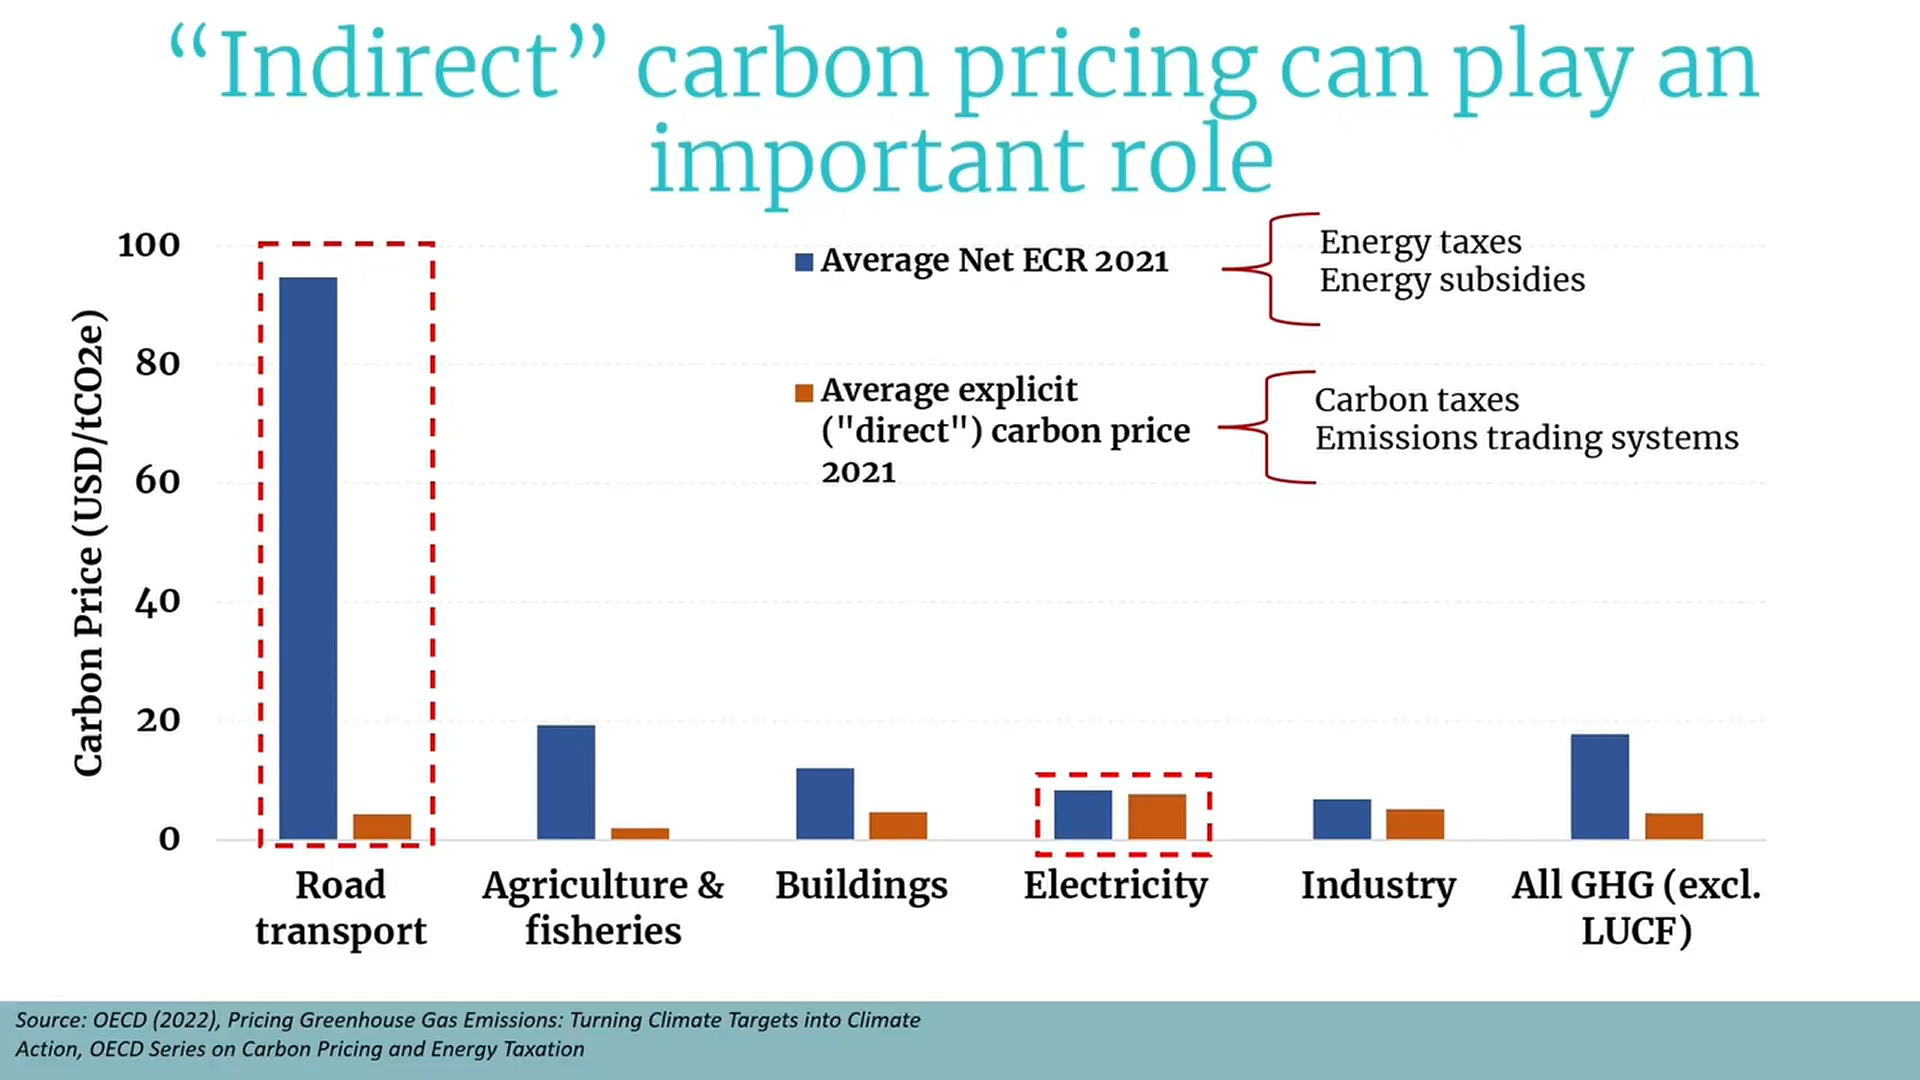 “Indirect” carbon pricing can play an
important role
100
80
60
40
20
0
Carbon Price (USD/tCO2e)
Average Net ECR 2021
Energy taxes
Energy subsidies
Average explicit
("direct") carbon price
2021
Carbon taxes
Emissions trading systems
Road
transport
Agriculture &
fisheries
Buildings
Electricity
Industry
All GHG (excl.
LUCF)
Source: OECD (2022), Pricing Greenhouse Gas Emissions: Turning Climate Targets into Climate
Action, OECD Series on Carbon Pricing and Energy Taxation